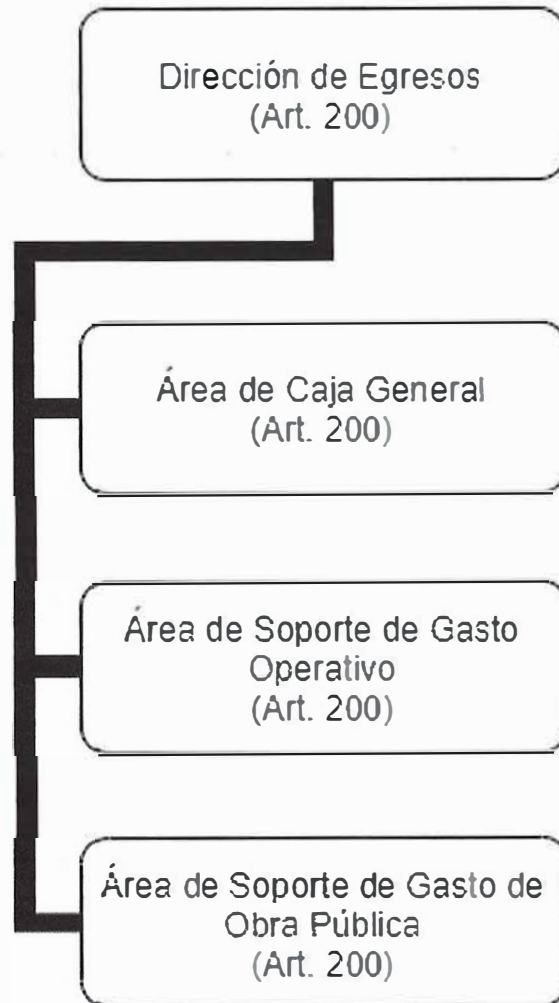 Dirección de Egresos
(Art. 200)
Área de Caja General
(Art. 200)
Área de Soporte de Gasto
Operativo
(Art. 200)
Área de Soporte de Gasto de
Obra Pública
(Art. 200)